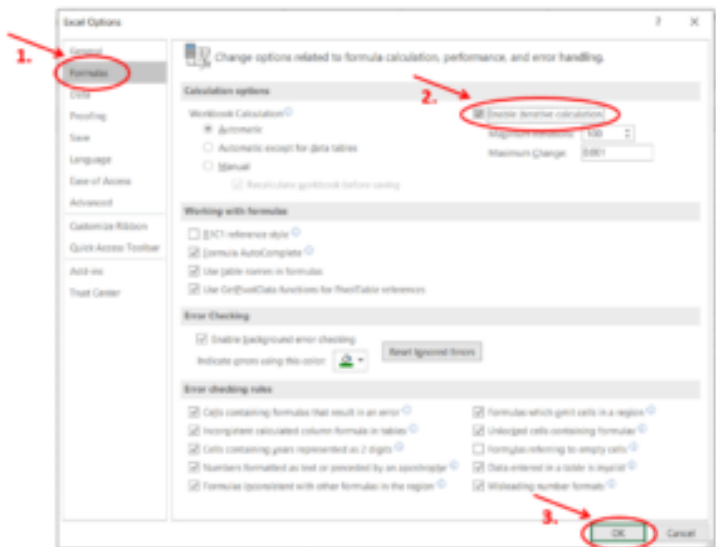 Excel Options
? ×
1.
General
Formulas
Data
Proofing
Save
Language
Ease of Access
Advanced
Customize Ribbon
Quick Access Toolbar
Add-ins
Trust Center
Change options related to formula calculation, performance, and error handling.
Calculation options
2.
Workbook Calculation
Automatic
Automatic except for data tables
Manual
Recalculate workbook before saving
Enable iterative calculation
Maximum Iterations: 100
Maximum Change: 0.001
Working with formulas
R1C1 reference style
Formula AutoComplete
Use table names in formulas
Use GetPivotData functions for PivotTable references
Error Checking
Enable background error checking
Indicate errors using this color:
Reset Ignored Errors
Error checking rules
Cells containing formulas that result in an error
Inconsistent calculated column formula in tables
Cells containing years represented as 2 digits
Numbers formatted as text or preceded by an apostrophe
Formulas inconsistent with other formulas in the region
Formulas which omit cells in a region
Unlocked cells containing formulas
Formulas referring to empty cells
Data entered in a table is invalid
Misleading number formats
3.
OK
Cancel